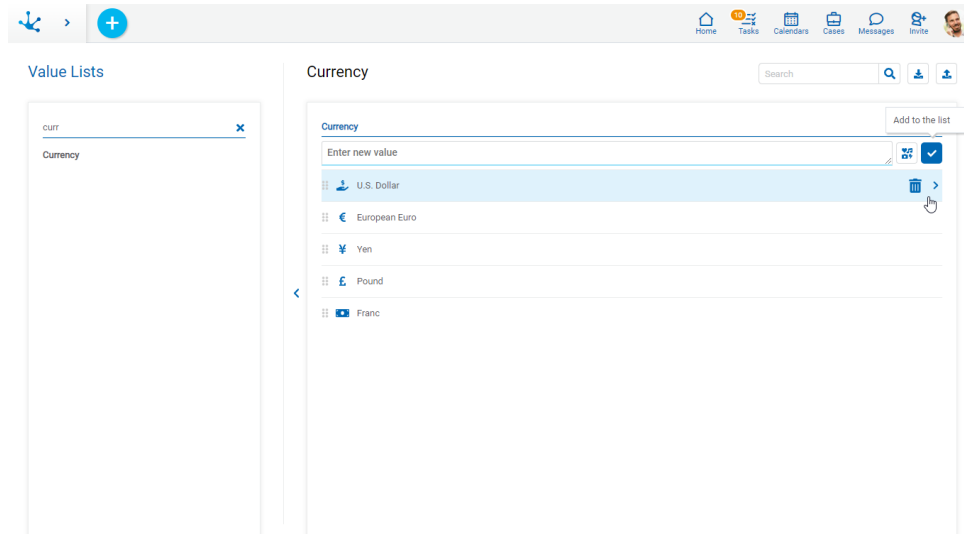 10
Home
Tasks
Calendars
Cases
Messages
Invite
Value Lists
Currency
Search
curr
Currency
Currency
Add to the list
Enter new value
U.S. Dollar
€ European Euro
¥ Yen
£ Pound
Franc